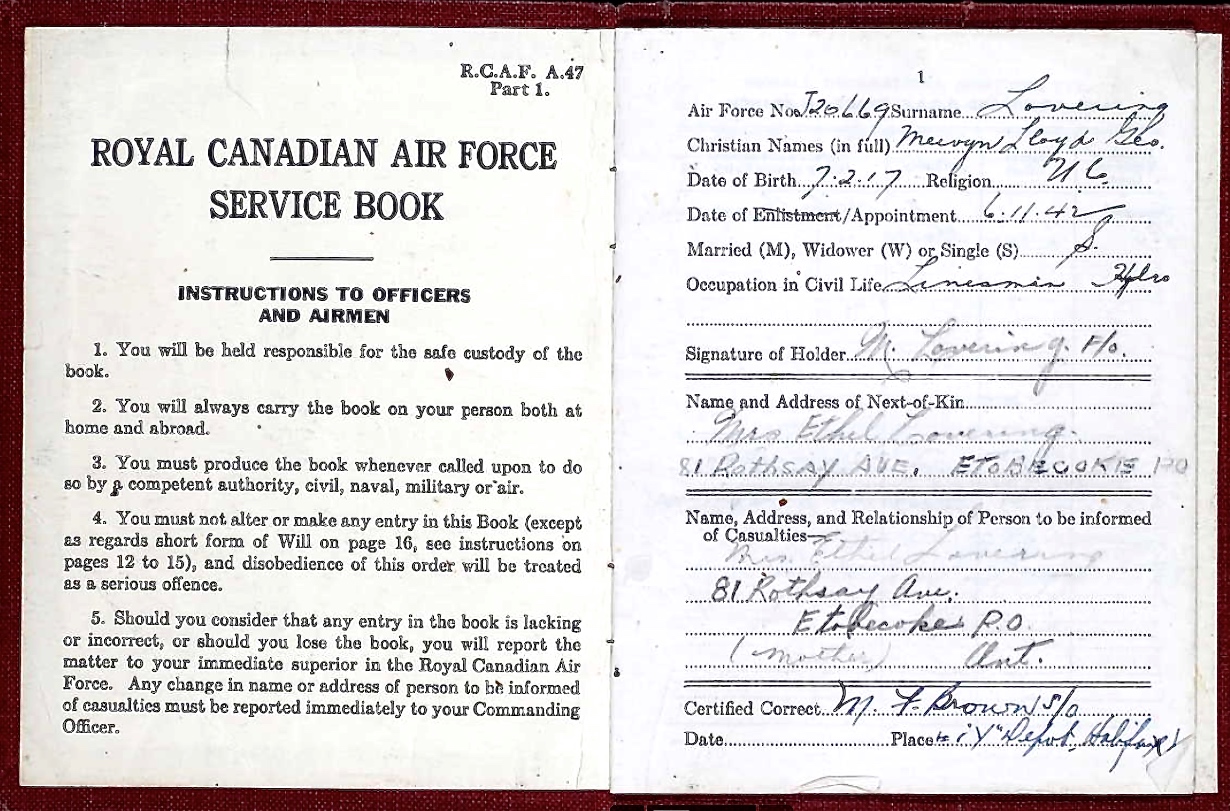 R.C.A.F. A.47
Part 1.
ROYAL CANADIAN AIR FORCE
SERVICE BOOK
INSTRUCTIONS TO OFFICERS
AND AIRMEN
1. You will be held responsible for the safe custody of the
book.
2. You will always carry the book on your person both at
home and abroad.
3. You must produce the book whenever called upon to do
so by a competent authority, civil, naval, military or air.
4. You must not alter or make any entry in this Book (except
as regards short form of Will on page 16, see instructions on
pages 12 to 15), and disobedience of this order will be treated
as a serious offence.
5. Should you consider that any entry in the book is lacking
or incorrect, or should you lose the book, you will report the
matter to your immediate superior in the Royal Canadian Air
Force. Any change in name or address of person to be informed
of casualties must be reported immediately to your Commanding
Officer.
1
Air Force No. J20669 Surname Lovering
Christian Names (in full) Mervyn Lloyd Geo.
Date of Birth 7.2.17 Religion U C.
Date of Enlistment/Appointment 6.11.42
Married (M), Widower (W) or Single (S) S.
Occupation in Civil Life Linesman Hydro
Signature of Holder M. Lovering. F/o.
Name and Address of Next-of-Kin
Mrs Ethel Lovering.
81 ROTHSAY AVE. ETOBECOKE PO
Name, Address, and Relationship of Person to be informed
of Casualties—
Mrs. Ethel Lovering
81 Rothsay Ave.
Etobecoke P.O.
(mother) Ont.
Certified Correct M. F. Brown S/o
Date Place "Y" Depot, Halifax